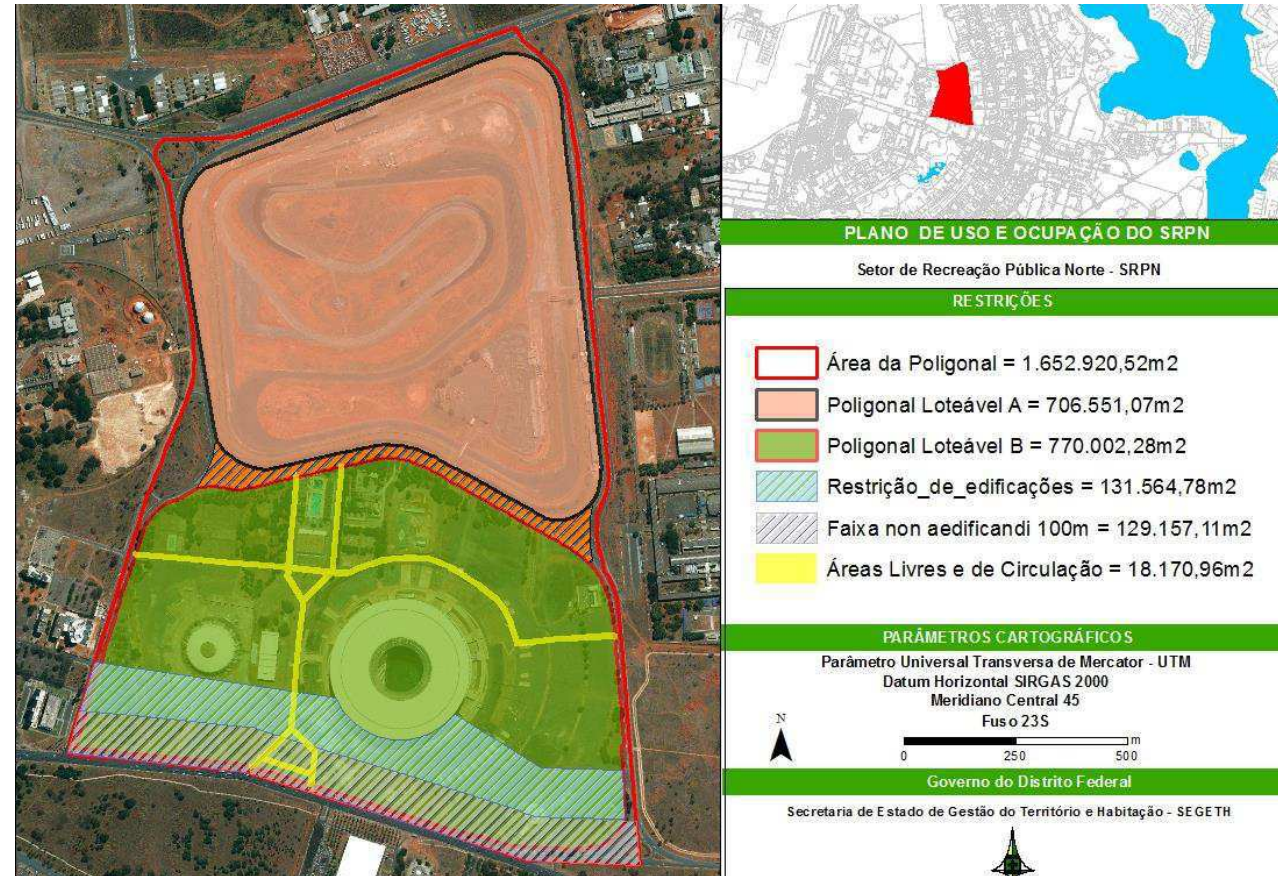 PLANO DE USO E OCUPAÇÃO DO SRPN
Setor de Recreação Pública Norte - SRPN
RESTRIÇÕES
Área da Poligonal = 1.652.920,52m2
Poligonal Loteável A = 706.551,07m2
Poligonal Loteável B = 770.002,28m2
Restrição_de_edificações = 131.564,78m2
Faixa non aedificandi 100m = 129.157,11m2
Áreas Livres e de Circulação = 18.170,96m2
PARÂMETROS CARTOGRÁFICOS
Parâmetro Universal Transversa de Mercator - UTM
Datum Horizontal SIRGAS 2000
Meridiano Central 45
Fuso 23S
N
m
0 250 500
Governo do Distrito Federal
Secretaria de Estado de Gestão do Território e Habitação - SEGETH